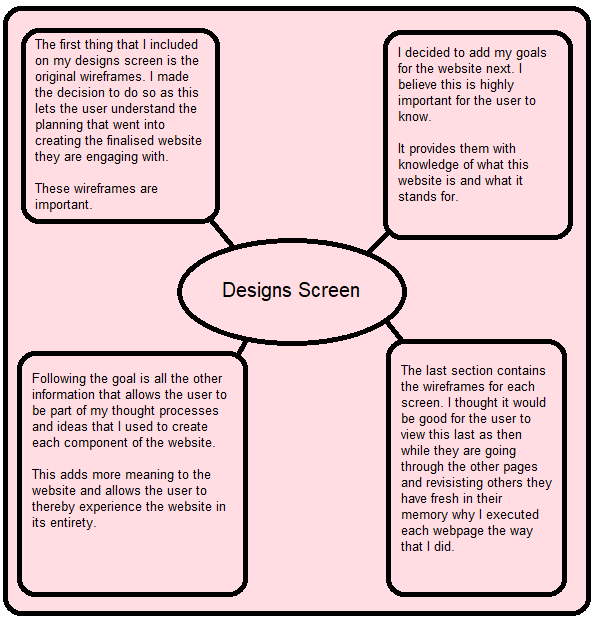 The first thing that I included
on my designs screen is the
original wireframes. I made
the decision to do so as this
lets the user understand the
planning that went into
creating the finalised website
they are engaging with.
These wireframes are
important.
I decided to add my goals
for the website next. I
believe this is highly
important for the user to
know.
It provides them with
knowledge of what this
website is and what it
stands for.
Designs Screen
Following the goal is all the other
information that allows the user to
be part of my thought processes
and ideas that I used to create
each component of the website.
This adds more meaning to the
website and allows the user to
thereby experience the website in
its entirety.
The last section contains
the wireframes for each
screen. I thought it would
be good for the user to
view this last as then
while they are going
through the other pages
and revisisting others they
have fresh in their
memory why I executed
each webpage the way
that I did.